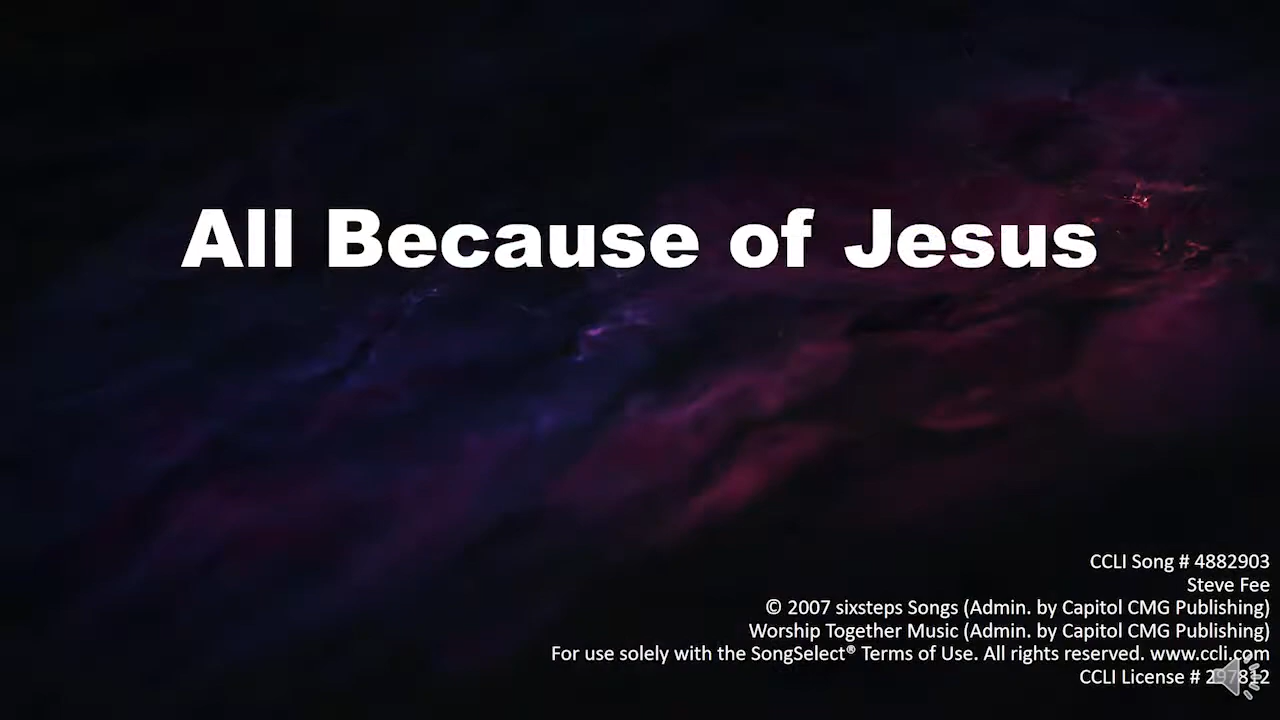 All Because of Jesus
CCLI Song # 4882903
Steve Fee
© 2007 sixsteps Songs (Admin. by Capitol CMG Publishing)
Worship Together Music (Admin. by Capitol CMG Publishing)
For use solely with the SongSelect® Terms of Use. All rights reserved. www.ccli.com
CCLI License #